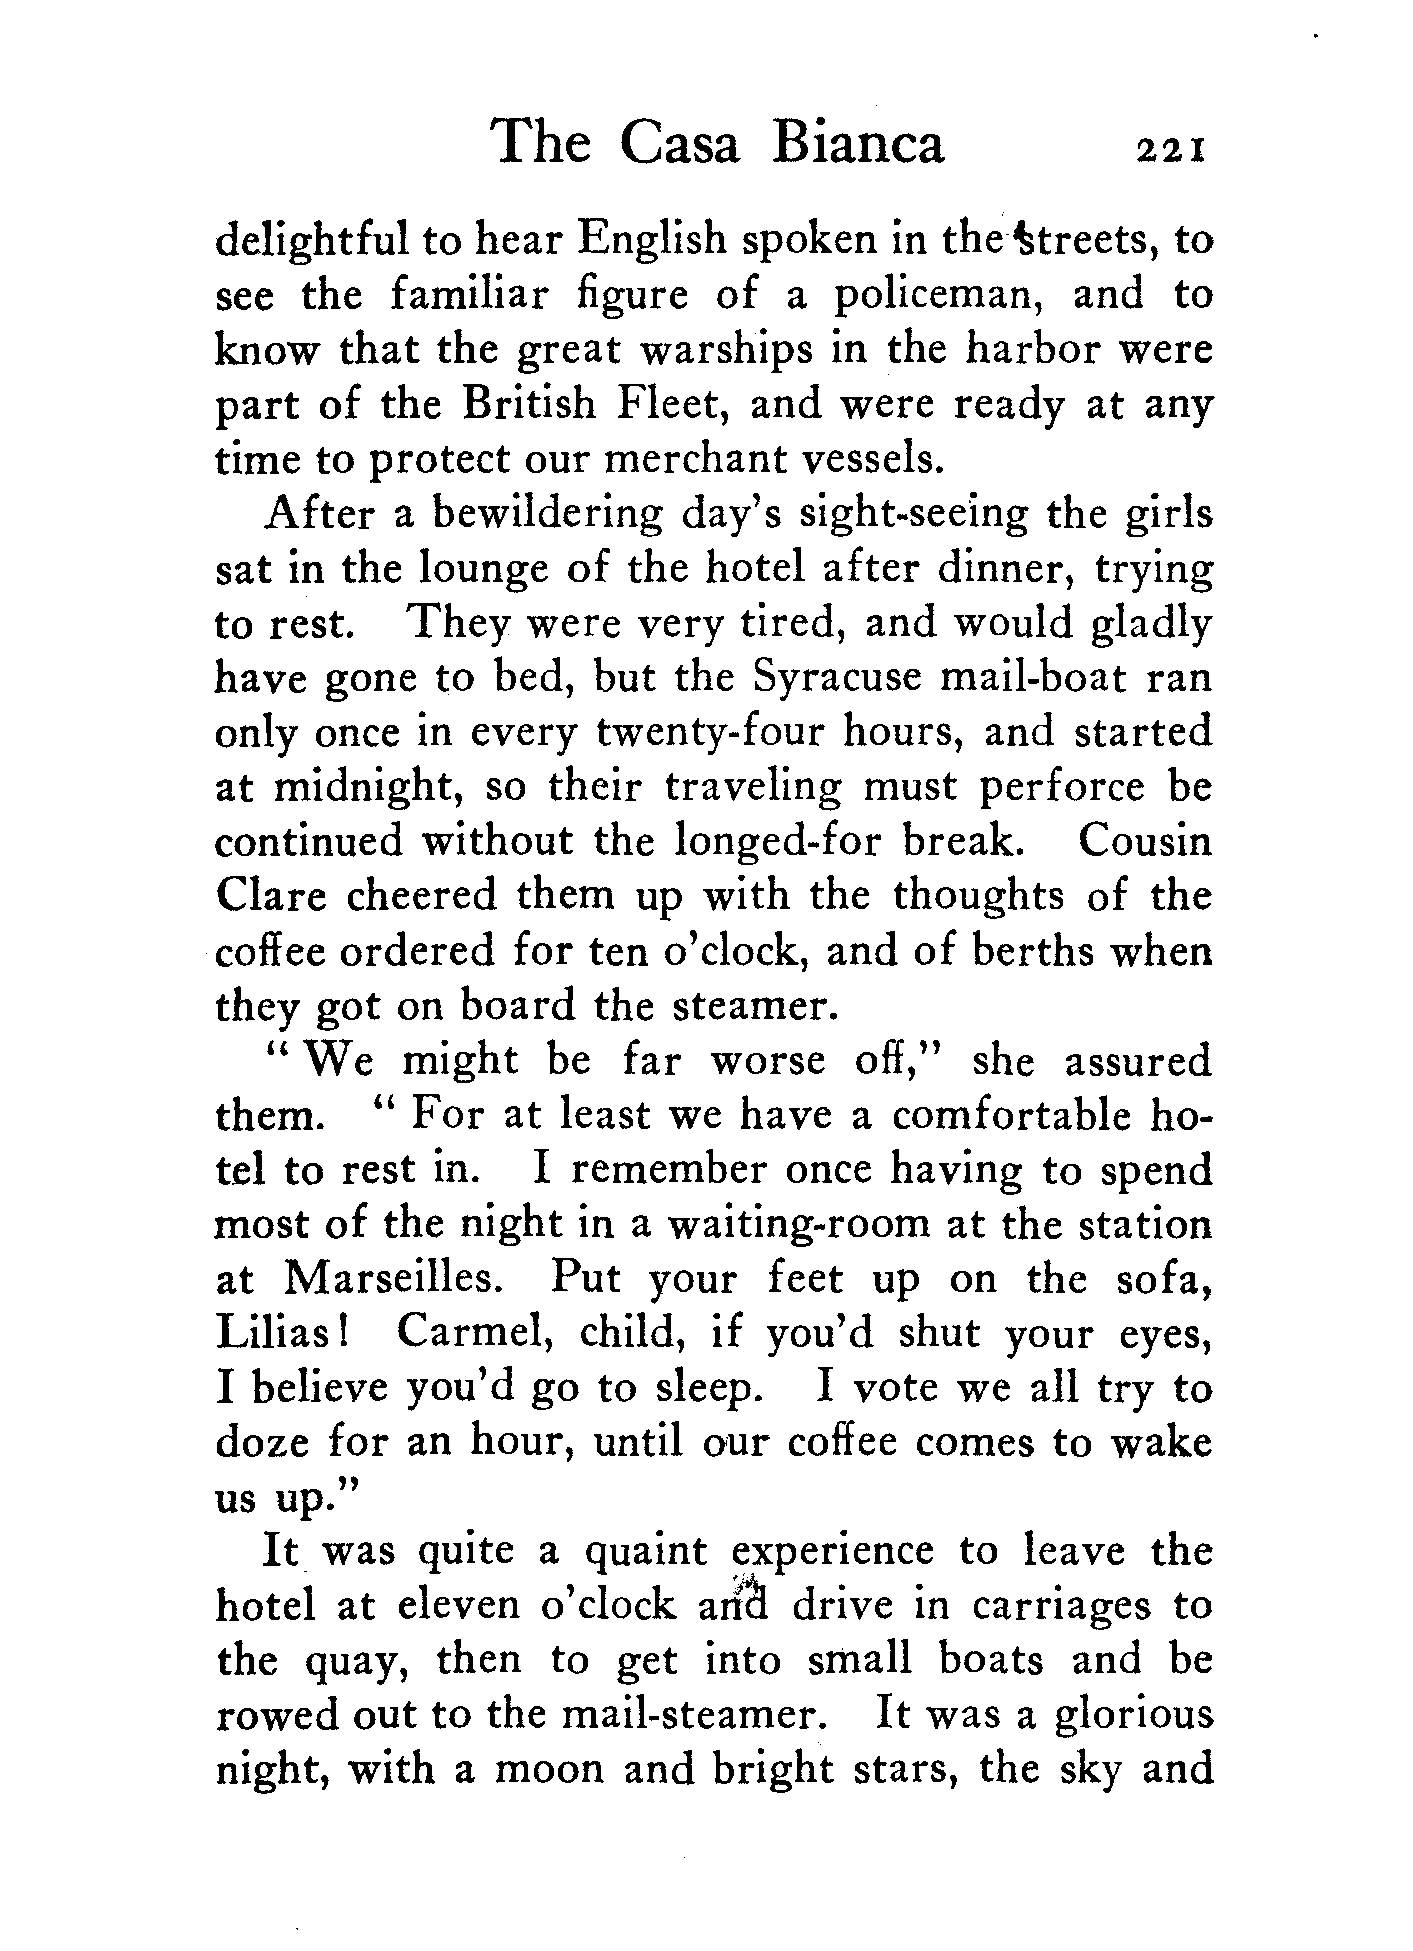 The Casa Bianca 221
delightful to hear English spoken in the streets, to
see the familiar figure of a policeman, and to
know that the great warships in the harbor were
part of the British Fleet, and were ready at any
time to protect our merchant vessels.
After a bewildering day's sight-seeing the girls
sat in the lounge of the hotel after dinner, trying
to rest. They were very tired, and would gladly
have gone to bed, but the Syracuse mail-boat ran
only once in every twenty-four hours, and started
at midnight, so their traveling must perforce be
continued without the longed-for break. Cousin
Clare cheered them up with the thoughts of the
coffee ordered for ten o'clock, and of berths when
they got on board the steamer.
"We might be far worse off," she assured
them. "For at least we have a comfortable ho-
tel to rest in. I remember once having to spend
most of the night in a waiting-room at the station
at Marseilles. Put your feet up on the sofa,
Lilias! Carmel, child, if you'd shut your eyes,
I believe you'd go to sleep. I vote we all try to
doze for an hour, until our coffee comes to wake
us up."
It was quite a quaint experience to leave the
hotel at eleven o'clock and drive in carriages to
the quay, then to get into small boats and be
rowed out to the mail-steamer. It was a glorious
night, with a moon and bright stars, the sky and